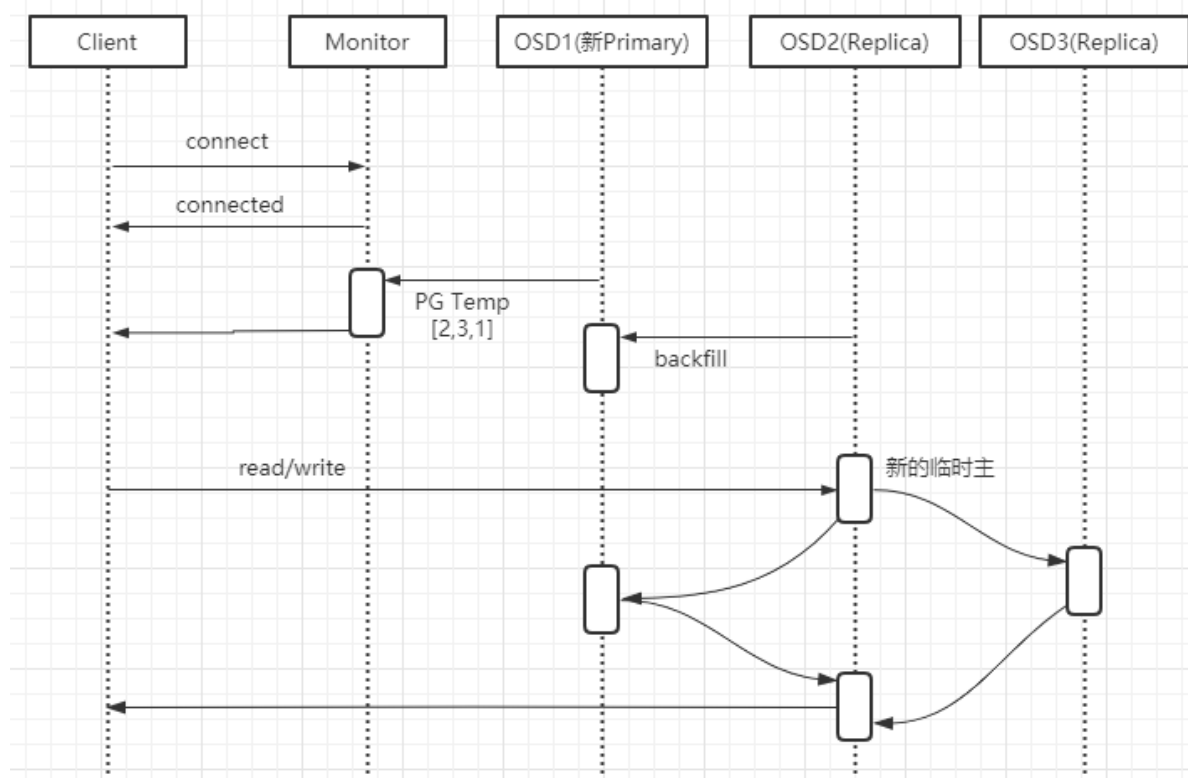 Client
Monitor
OSD1(新Primary)
OSD2(Replica)
OSD3(Replica)
connect
connected
PG Temp
[2,3,1]
backfill
read/write
新的临时主